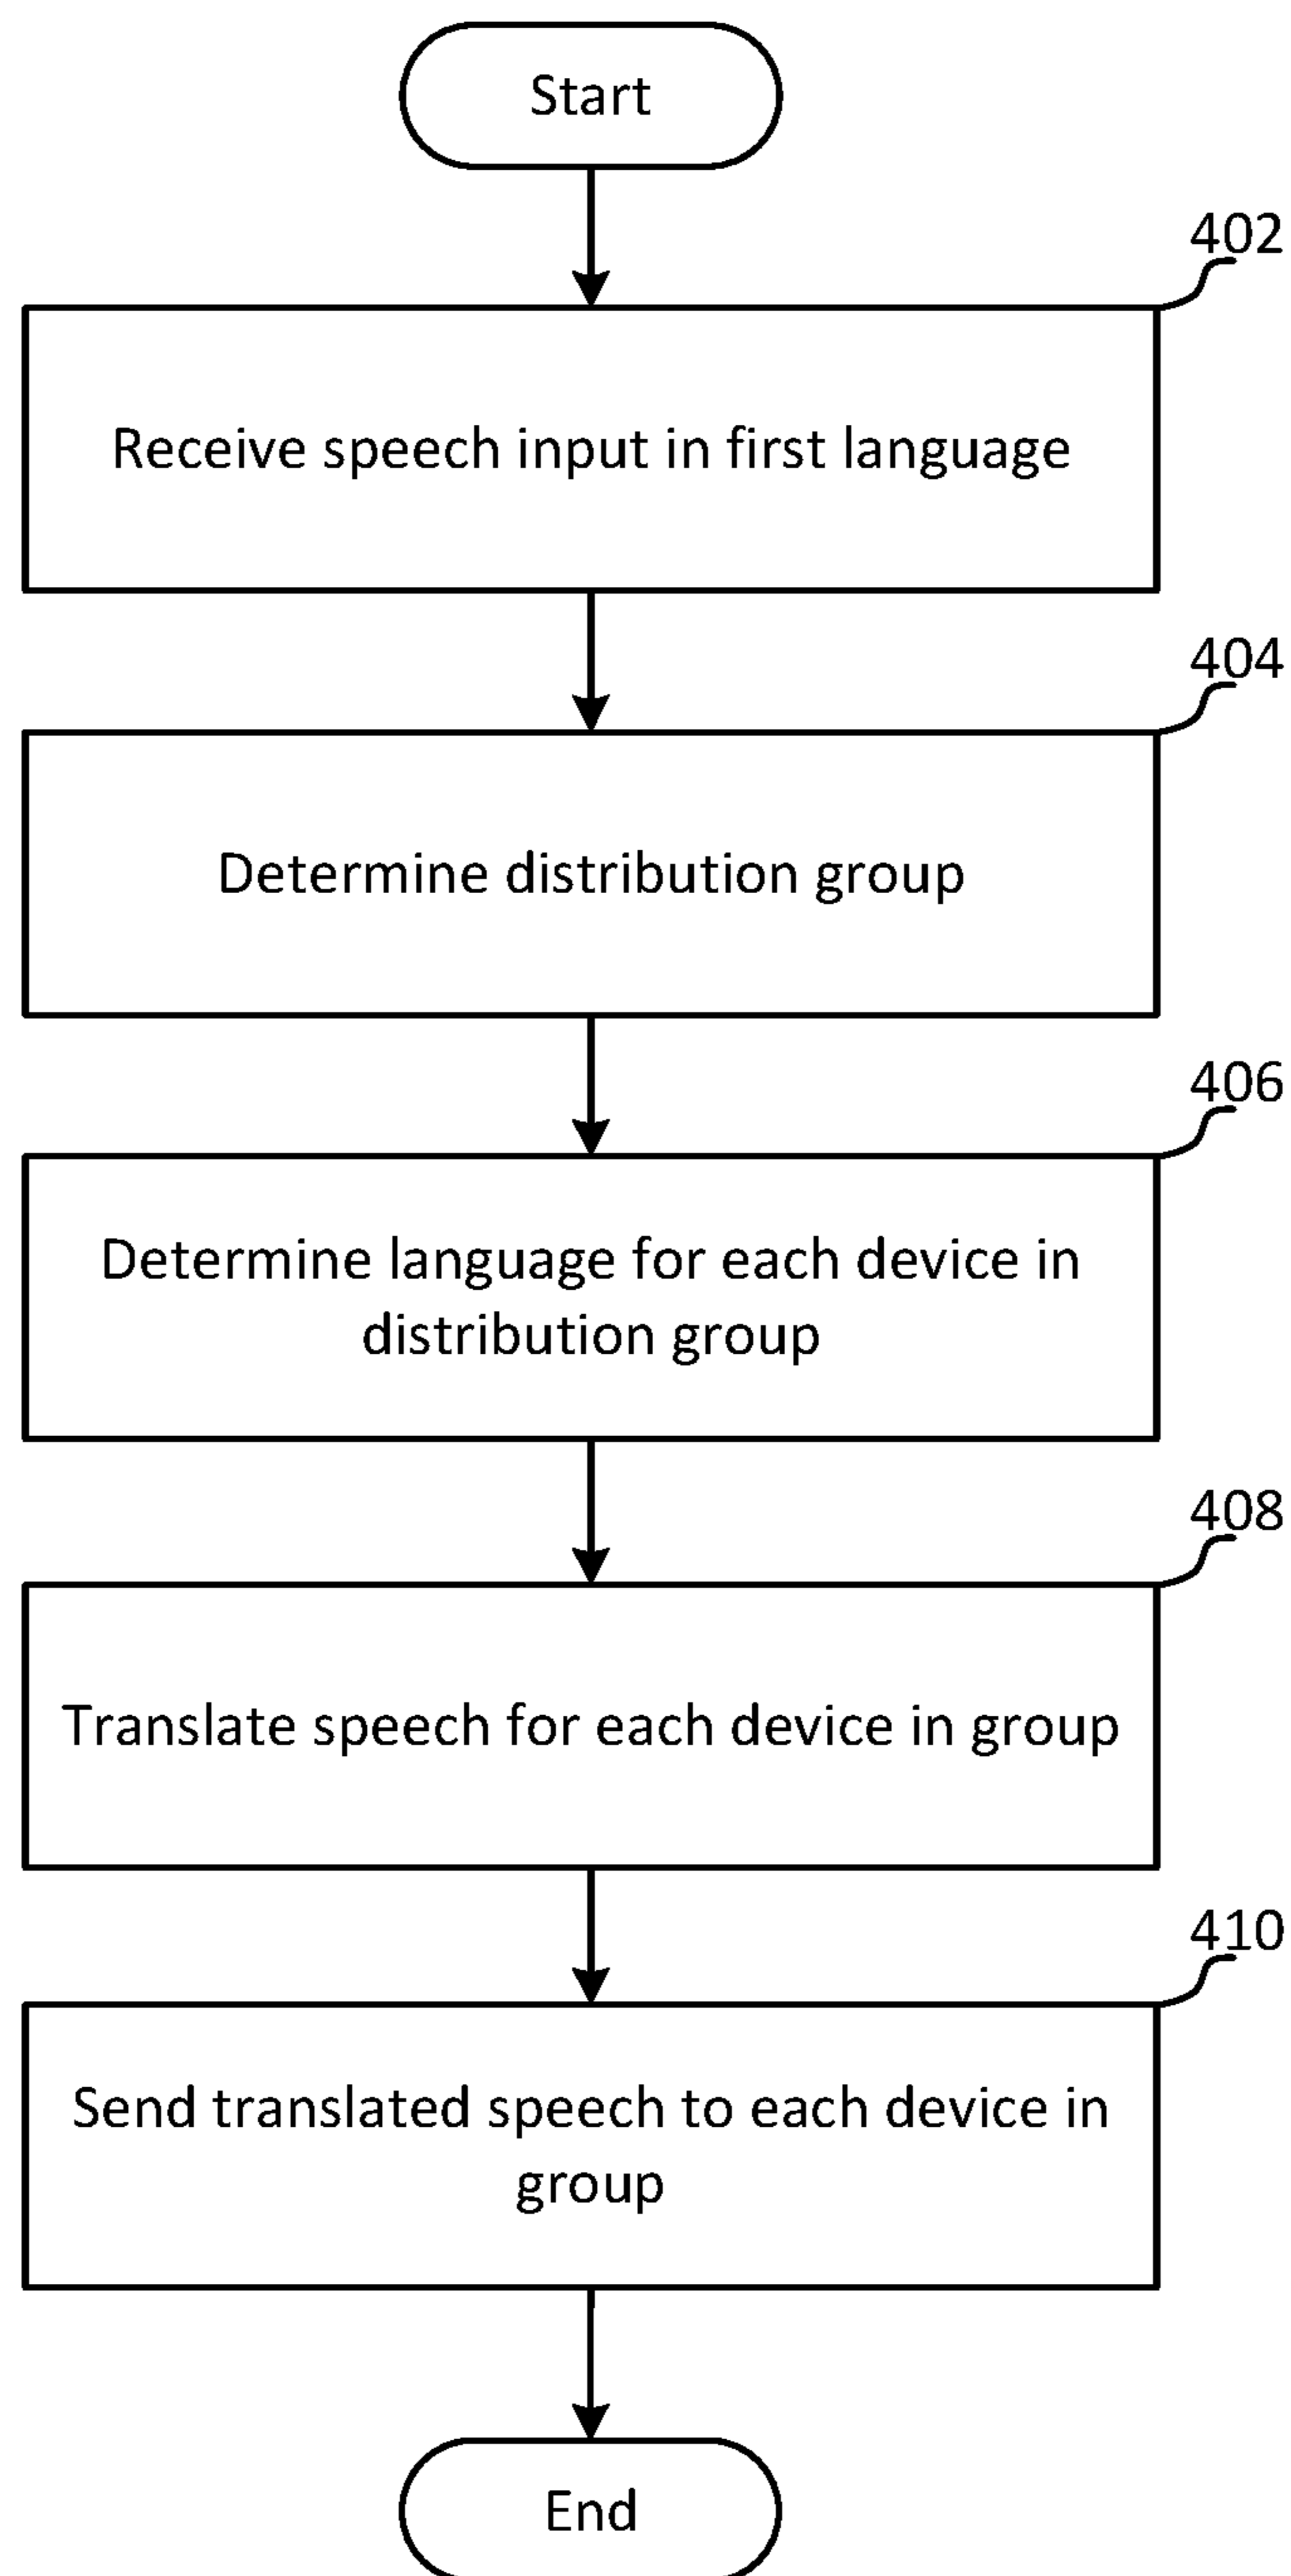 Start
402
Receive speech input in first language
404
Determine distribution group
406
Determine language for each device in
distribution group
408
Translate speech for each device in group
410
Send translated speech to each device in
group
End